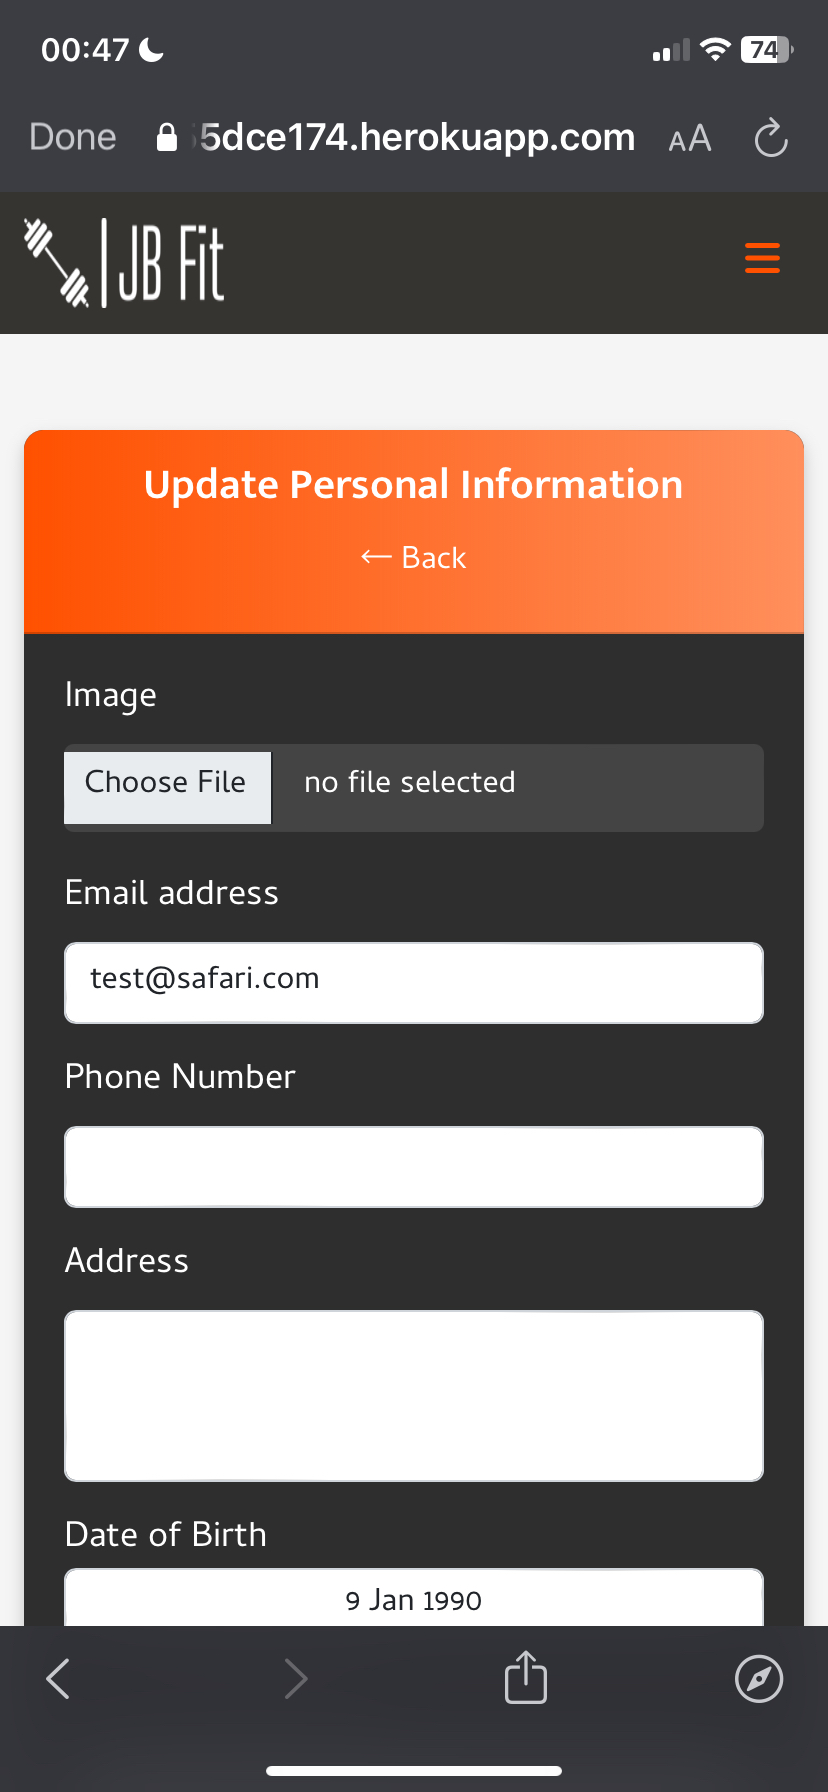 00:47
74
Done
5dce174.herokuapp.com
AA
JB Fit
Update Personal Information
← Back
Image
Choose File
no file selected
Email address
test@safari.com
Phone Number
Address
Date of Birth
9 Jan 1990